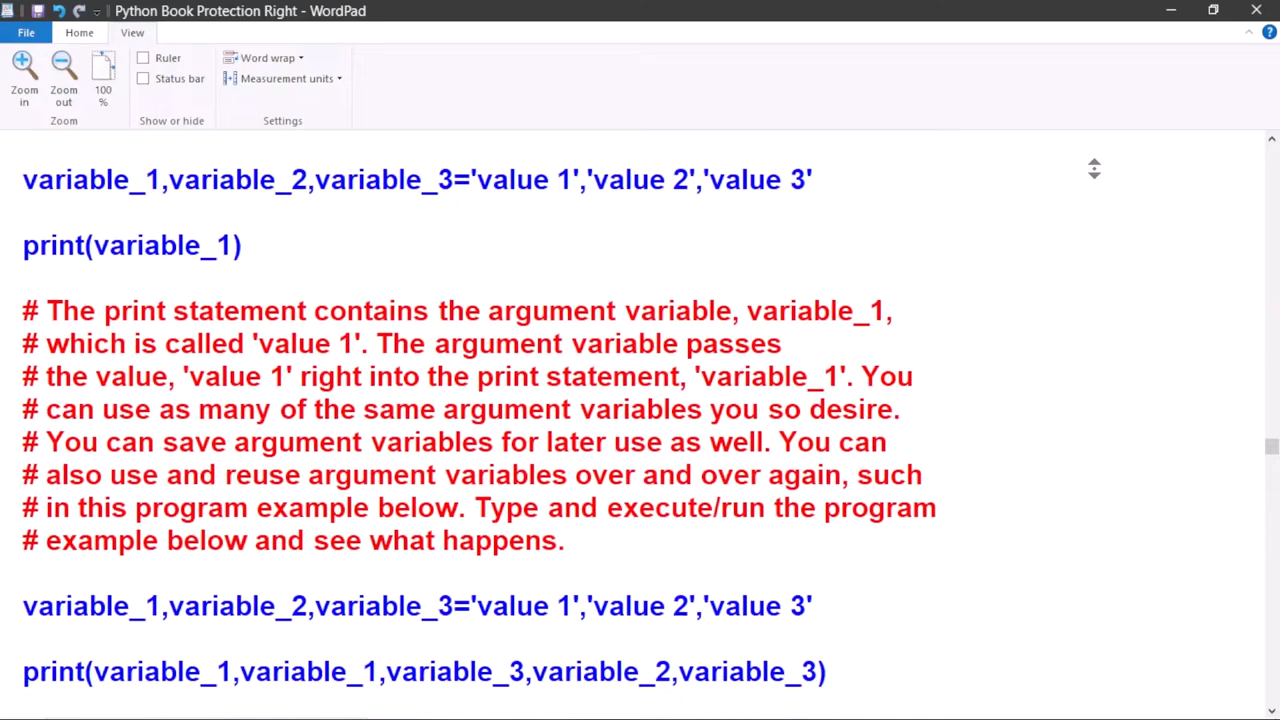 Python Book Protection Right - WordPad
File Home View
Zoom in
Zoom out
100 %
Zoom
Ruler
Status bar
Show or hide
Word wrap
Measurement units
Settings
variable_1,variable_2,variable_3='value 1','value 2','value 3'
print(variable_1)
# The print statement contains the argument variable, variable_1,
# which is called 'value 1'. The argument variable passes
# the value, 'value 1' right into the print statement, 'variable_1'. You
# can use as many of the same argument variables you so desire.
# You can save argument variables for later use as well. You can
# also use and reuse argument variables over and over again, such
# in this program example below. Type and execute/run the program
# example below and see what happens.
variable_1,variable_2,variable_3='value 1','value 2','value 3'
print(variable_1,variable_1,variable_3,variable_2,variable_3)